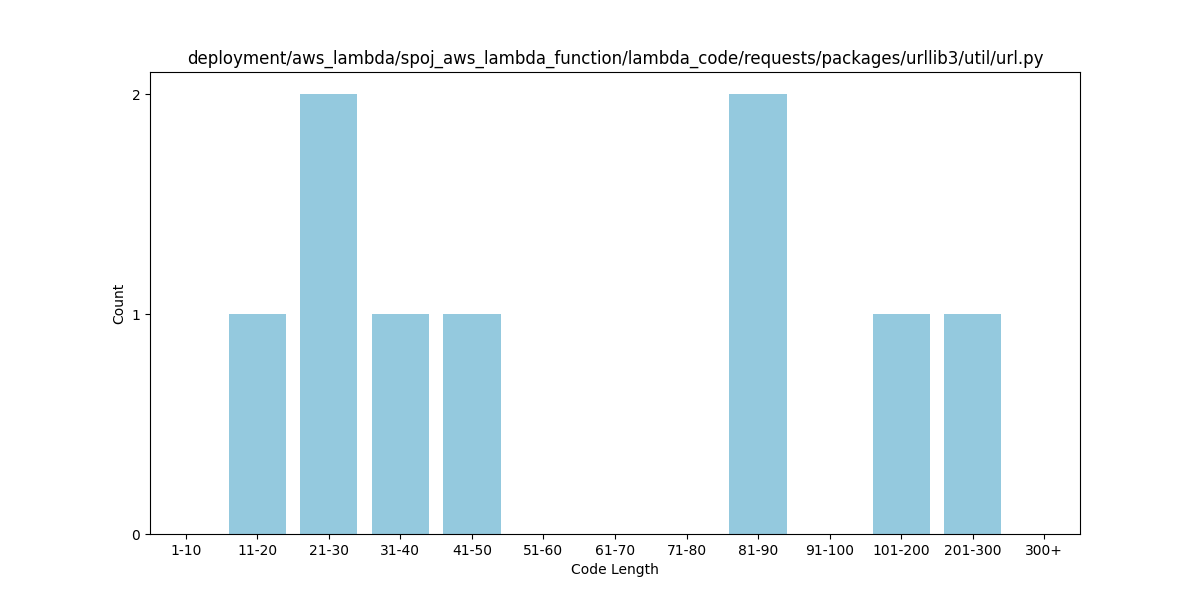 deployment/aws_lambda/spoj_aws_lambda_function/lambda_code/requests/packages/urllib3/util/url.py
2
1
0
Count
1-10 11-20 21-30 31-40 41-50 51-60 61-70 71-80 81-90 91-100 101-200 201-300 300+
Code Length